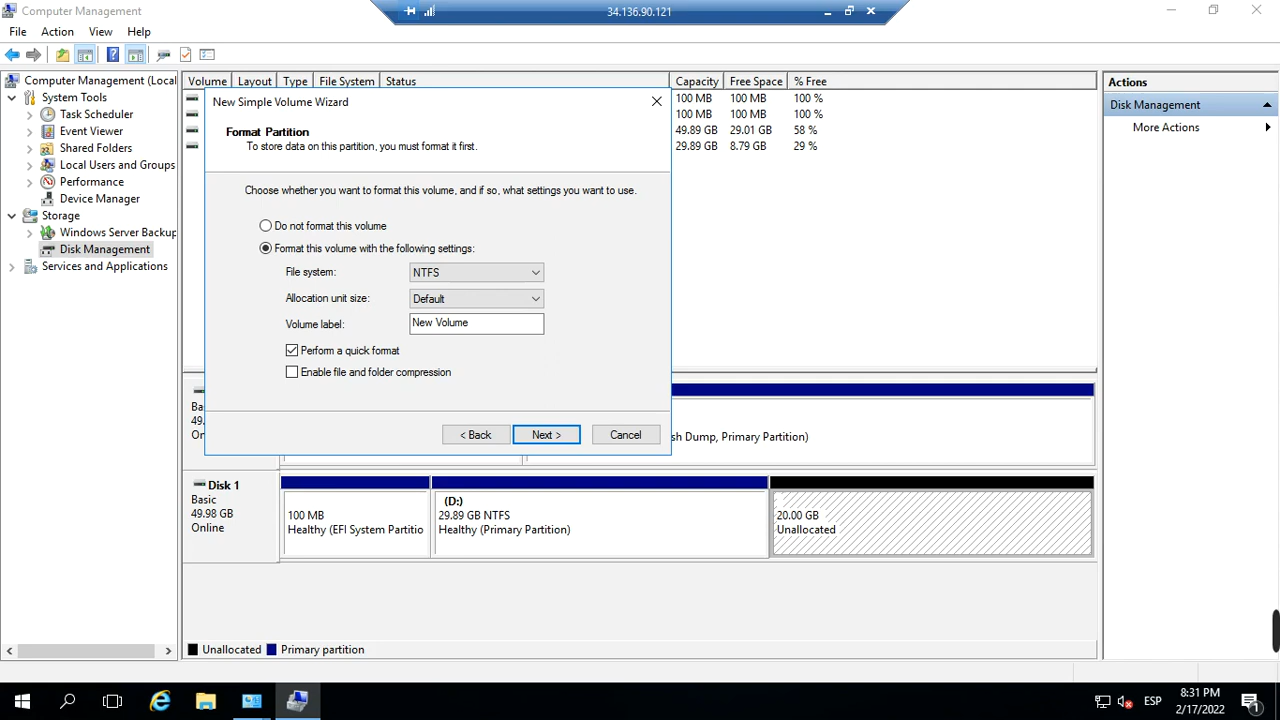 Computer Management
34.136.90.121
File Action View Help
Computer Management (Local
System Tools
Task Scheduler
Event Viewer
Shared Folders
Local Users and Groups
Performance
Device Manager
Storage
Windows Server Backup
Disk Management
Services and Applications
Volume Layout Type File System Status Capacity Free Space % Free
100 MB 100 MB 100 %
100 MB 100 MB 100 %
49.89 GB 29.01 GB 58 %
29.89 GB 8.79 GB 29 %
New Simple Volume Wizard
Format Partition
To store data on this partition, you must format it first.
Choose whether you want to format this volume, and if so, what settings you want to use.
Do not format this volume
Format this volume with the following settings:
File system: NTFS
Allocation unit size: Default
Volume label: New Volume
Perform a quick format
Enable file and folder compression
< Back Next > Cancel
Ba
49.
On
sh Dump, Primary Partition)
Disk 1
Basic
49.98 GB
Online
100 MB
Healthy (EFI System Partitio
(D:)
29.89 GB NTFS
Healthy (Primary Partition)
20.00 GB
Unallocated
Unallocated Primary partition
Actions
Disk Management
More Actions
ESP
8:31 PM
2/17/2022
1